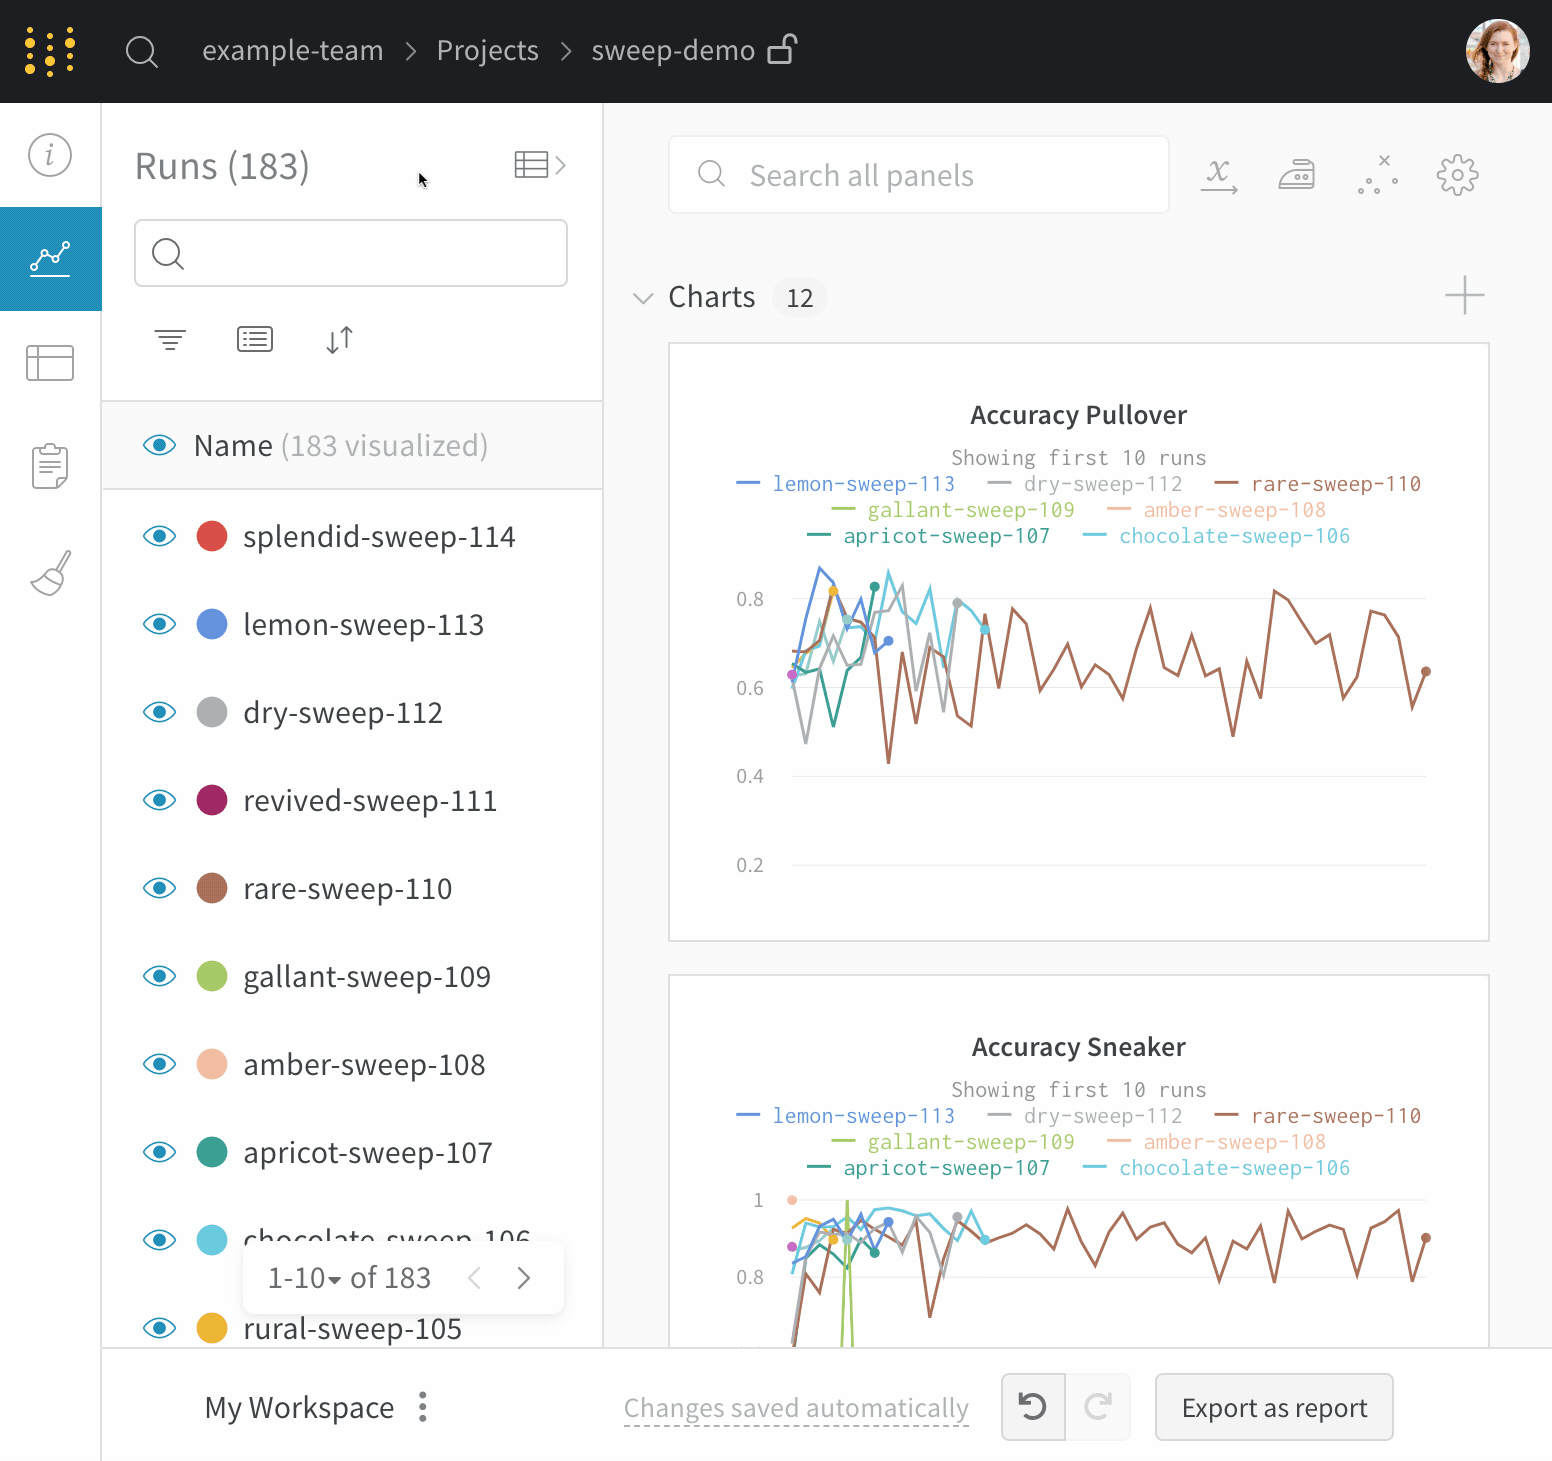 example-team > Projects > sweep-demo
Runs (183)
Search all panels
x
i
Charts 12
Name (183 visualized)
splendid-sweep-114
lemon-sweep-113
dry-sweep-112
revived-sweep-111
rare-sweep-110
gallant-sweep-109
amber-sweep-108
apricot-sweep-107
chocolate-sweep-106
rural-sweep-105
1-10 of 183
Accuracy Pullover
Showing first 10 runs
lemon-sweep-113 dry-sweep-112 rare-sweep-110
gallant-sweep-109 amber-sweep-108
apricot-sweep-107 chocolate-sweep-106
0.8
0.6
0.4
0.2
Accuracy Sneaker
Showing first 10 runs
lemon-sweep-113 dry-sweep-112 rare-sweep-110
gallant-sweep-109 amber-sweep-108
apricot-sweep-107 chocolate-sweep-106
1
0.8
My Workspace
Changes saved automatically
Export as report